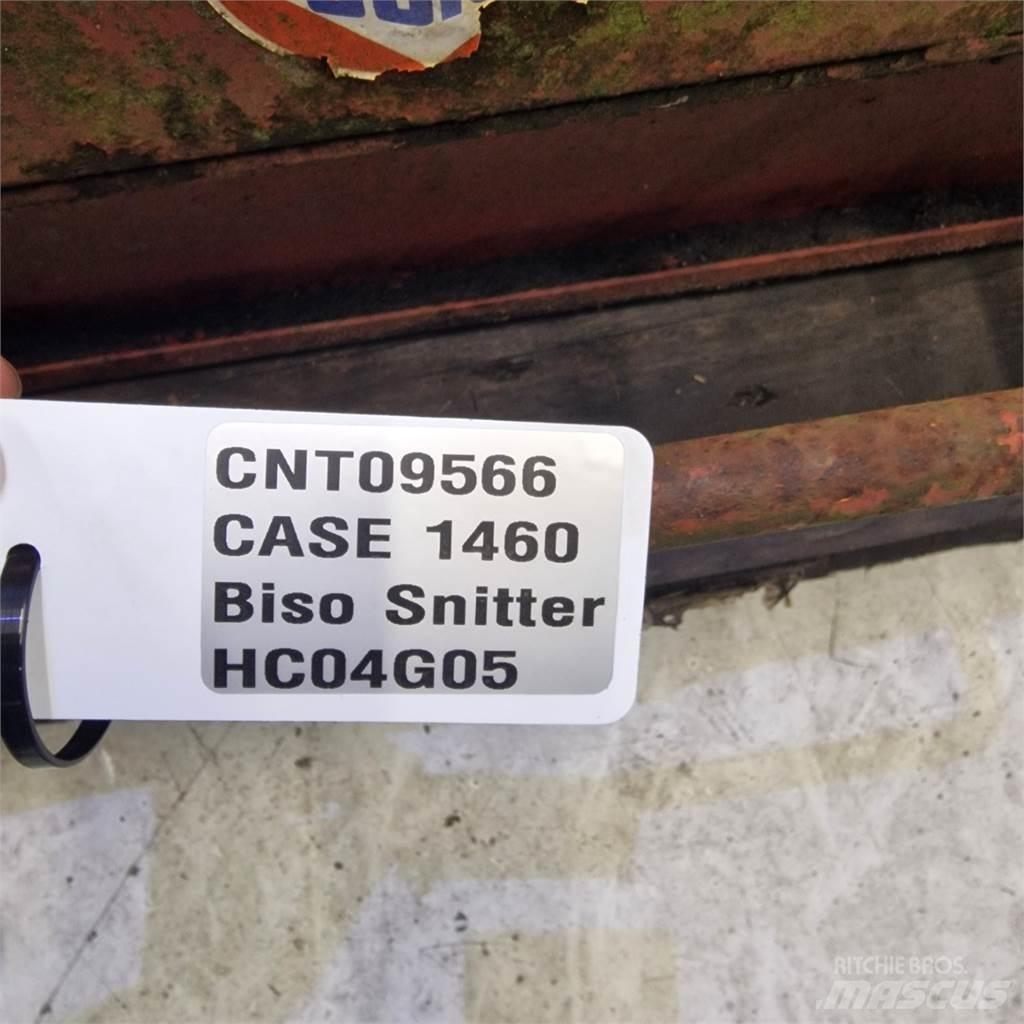 CNT09566
CASE 1460
Biso Snitter
HC04G05
RITCHIE BROS.
MASCUS